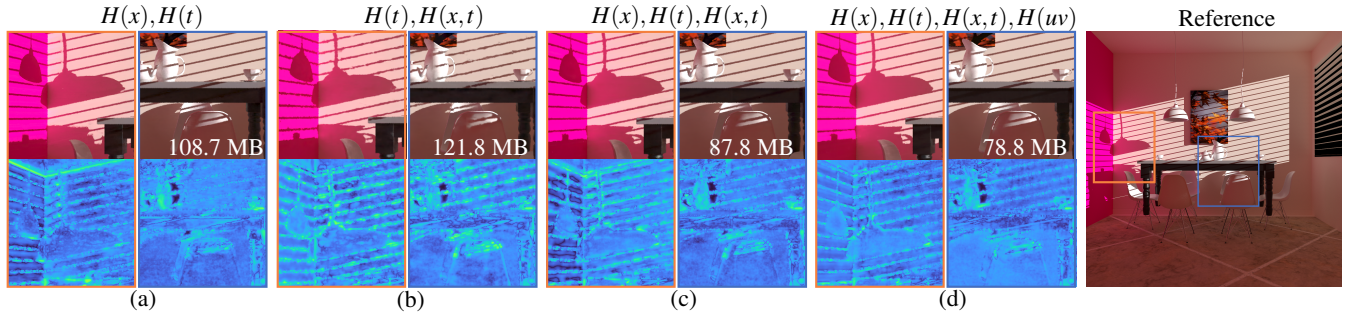 H(x), H(t)
H(t), H(x,t)
H(x), H(t), H(x,t)
H(x), H(t), H(x,t), H(uv)
Reference
108.7 MB
121.8 MB
87.8 MB
78.8 MB
(a)
(b)
(c)
(d)